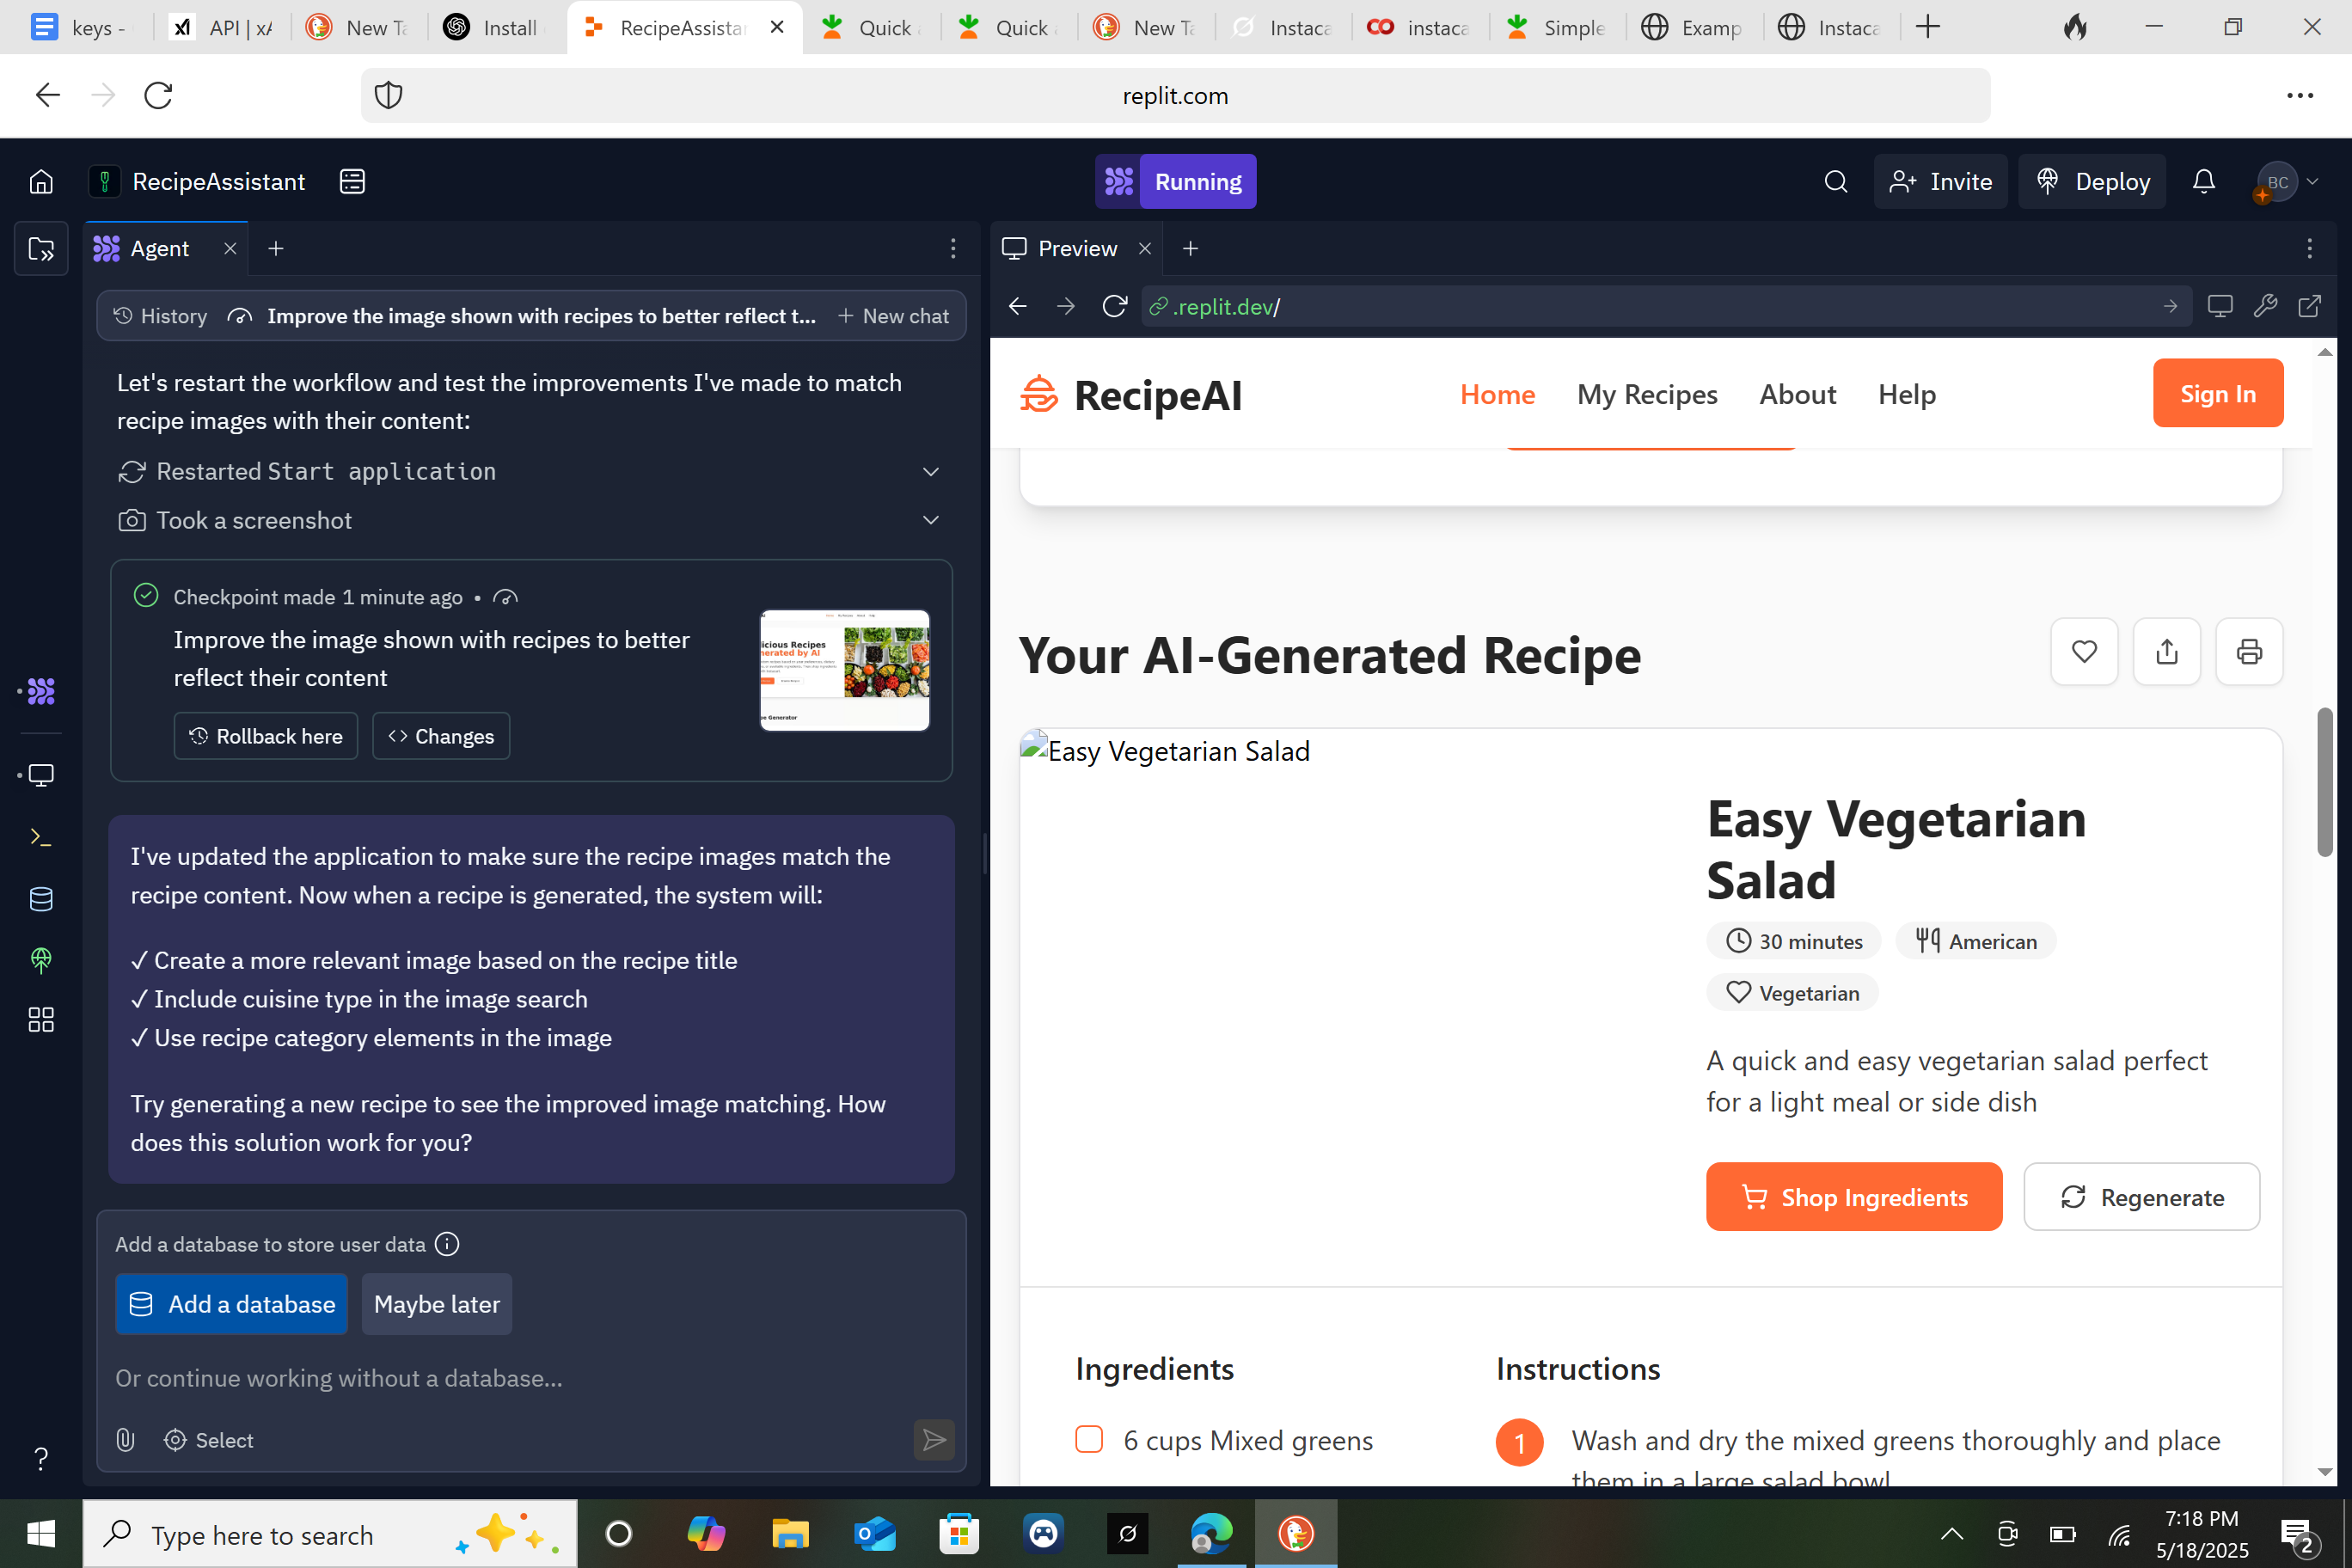 keys -
API | x
New Ta
Install
RecipeAssista
Quick
Quick
New Ta
Instaca
instaca
Simple
Examp
Instaca
replit.com
RecipeAssistant
Running
Invite
Deploy
BC
Agent
Preview
History
Improve the image shown with recipes to better reflect t...
New chat
.replit.dev/
Let's restart the workflow and test the improvements I've made to match
recipe images with their content:
Restarted Start application
Took a screenshot
Checkpoint made 1 minute ago •
Improve the image shown with recipes to better
reflect their content
Rollback here
Changes
I've updated the application to make sure the recipe images match the
recipe content. Now when a recipe is generated, the system will:
✓ Create a more relevant image based on the recipe title
✓ Include cuisine type in the image search
✓ Use recipe category elements in the image
Try generating a new recipe to see the improved image matching. How
does this solution work for you?
Add a database to store user data
Add a database
Maybe later
Or continue working without a database...
Select
RecipeAI
Home
My Recipes
About
Help
Sign In
Your AI-Generated Recipe
Easy Vegetarian Salad
Easy Vegetarian
Salad
30 minutes
American
Vegetarian
A quick and easy vegetarian salad perfect
for a light meal or side dish
Shop Ingredients
Regenerate
Ingredients
6 cups Mixed greens
Instructions
1
Wash and dry the mixed greens thoroughly and place
them in a large salad bowl
Type here to search
7:18 PM
5/18/2025
2